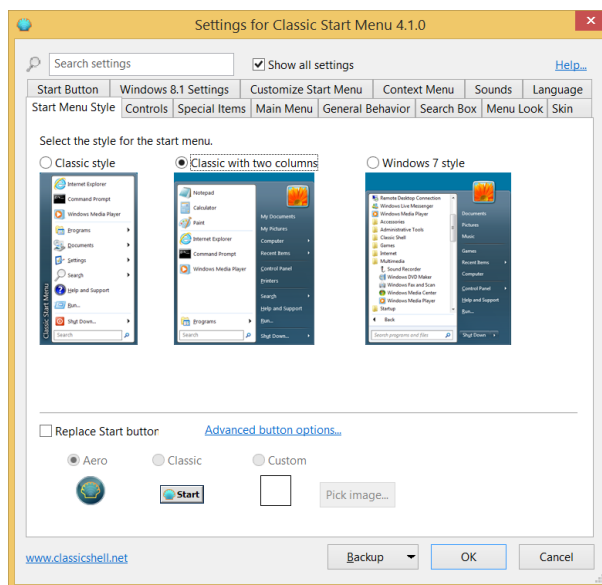 Settings for Classic Start Menu 4.1.0
Search settings
Show all settings
Help...
Start Button
Windows 8.1 Settings
Customize Start Menu
Context Menu
Sounds
Language
Start Menu Style
Controls
Special Items
Main Menu
General Behavior
Search Box
Menu Look
Skin
Select the style for the start menu.
Classic style
Classic with two columns
Windows 7 style
Internet Explorer
Command Prompt
Windows Media Player
Programs
Documents
Settings
Search
Help and Support
Run...
Shut Down...
Search
Classic Start Menu
Notepad
Calculator
Paint
Internet Explorer
Command Prompt
Windows Media Player
Programs
Search
My Documents
My Pictures
Computer
Recent Items
Control Panel
Printers
Search
Help and Support
Run...
Shut Down...
Remote Desktop Connection
Windows Live Messenger
Windows Media Player
Accessories
Administrative Tools
Classic Shell
Games
Internet
Multimedia
Sound Recorder
Windows DVD Maker
Windows Fax and Scan
Windows Media Center
Windows Media Player
Startup
Back
Search programs and files
Documents
Pictures
Music
Games
Recent Items
Computer
Control Panel
Help and Support
Run...
Shut Down
Replace Start button
Advanced button options...
Aero
Classic
Custom
Start
Pick image...
www.classicshell.net
Backup
OK
Cancel